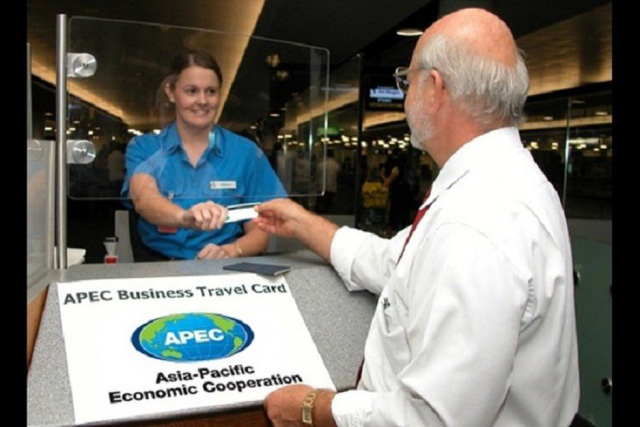 APEC Business Travel Card
APEC
Asia-Pacific
Economic Cooperation